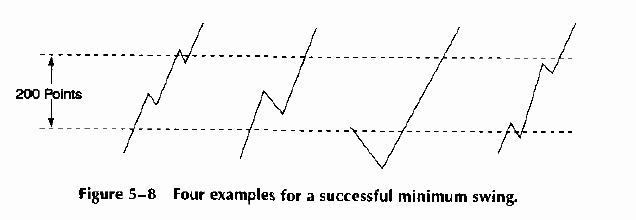 200 Points
Figure 5–8 Four examples for a successful minimum swing.